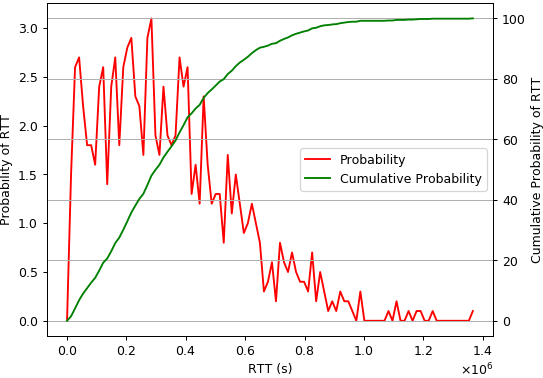 Probability of RTT
3.0
2.5
2.0
1.5
1.0
0.5
0.0
Probability
Cumulative Probability
100
80
60
40
20
0
Cumulative Probability of RTT
0.0 0.2 0.4 0.6 0.8 1.0 1.2 1.4
RTT (s)
×10⁶